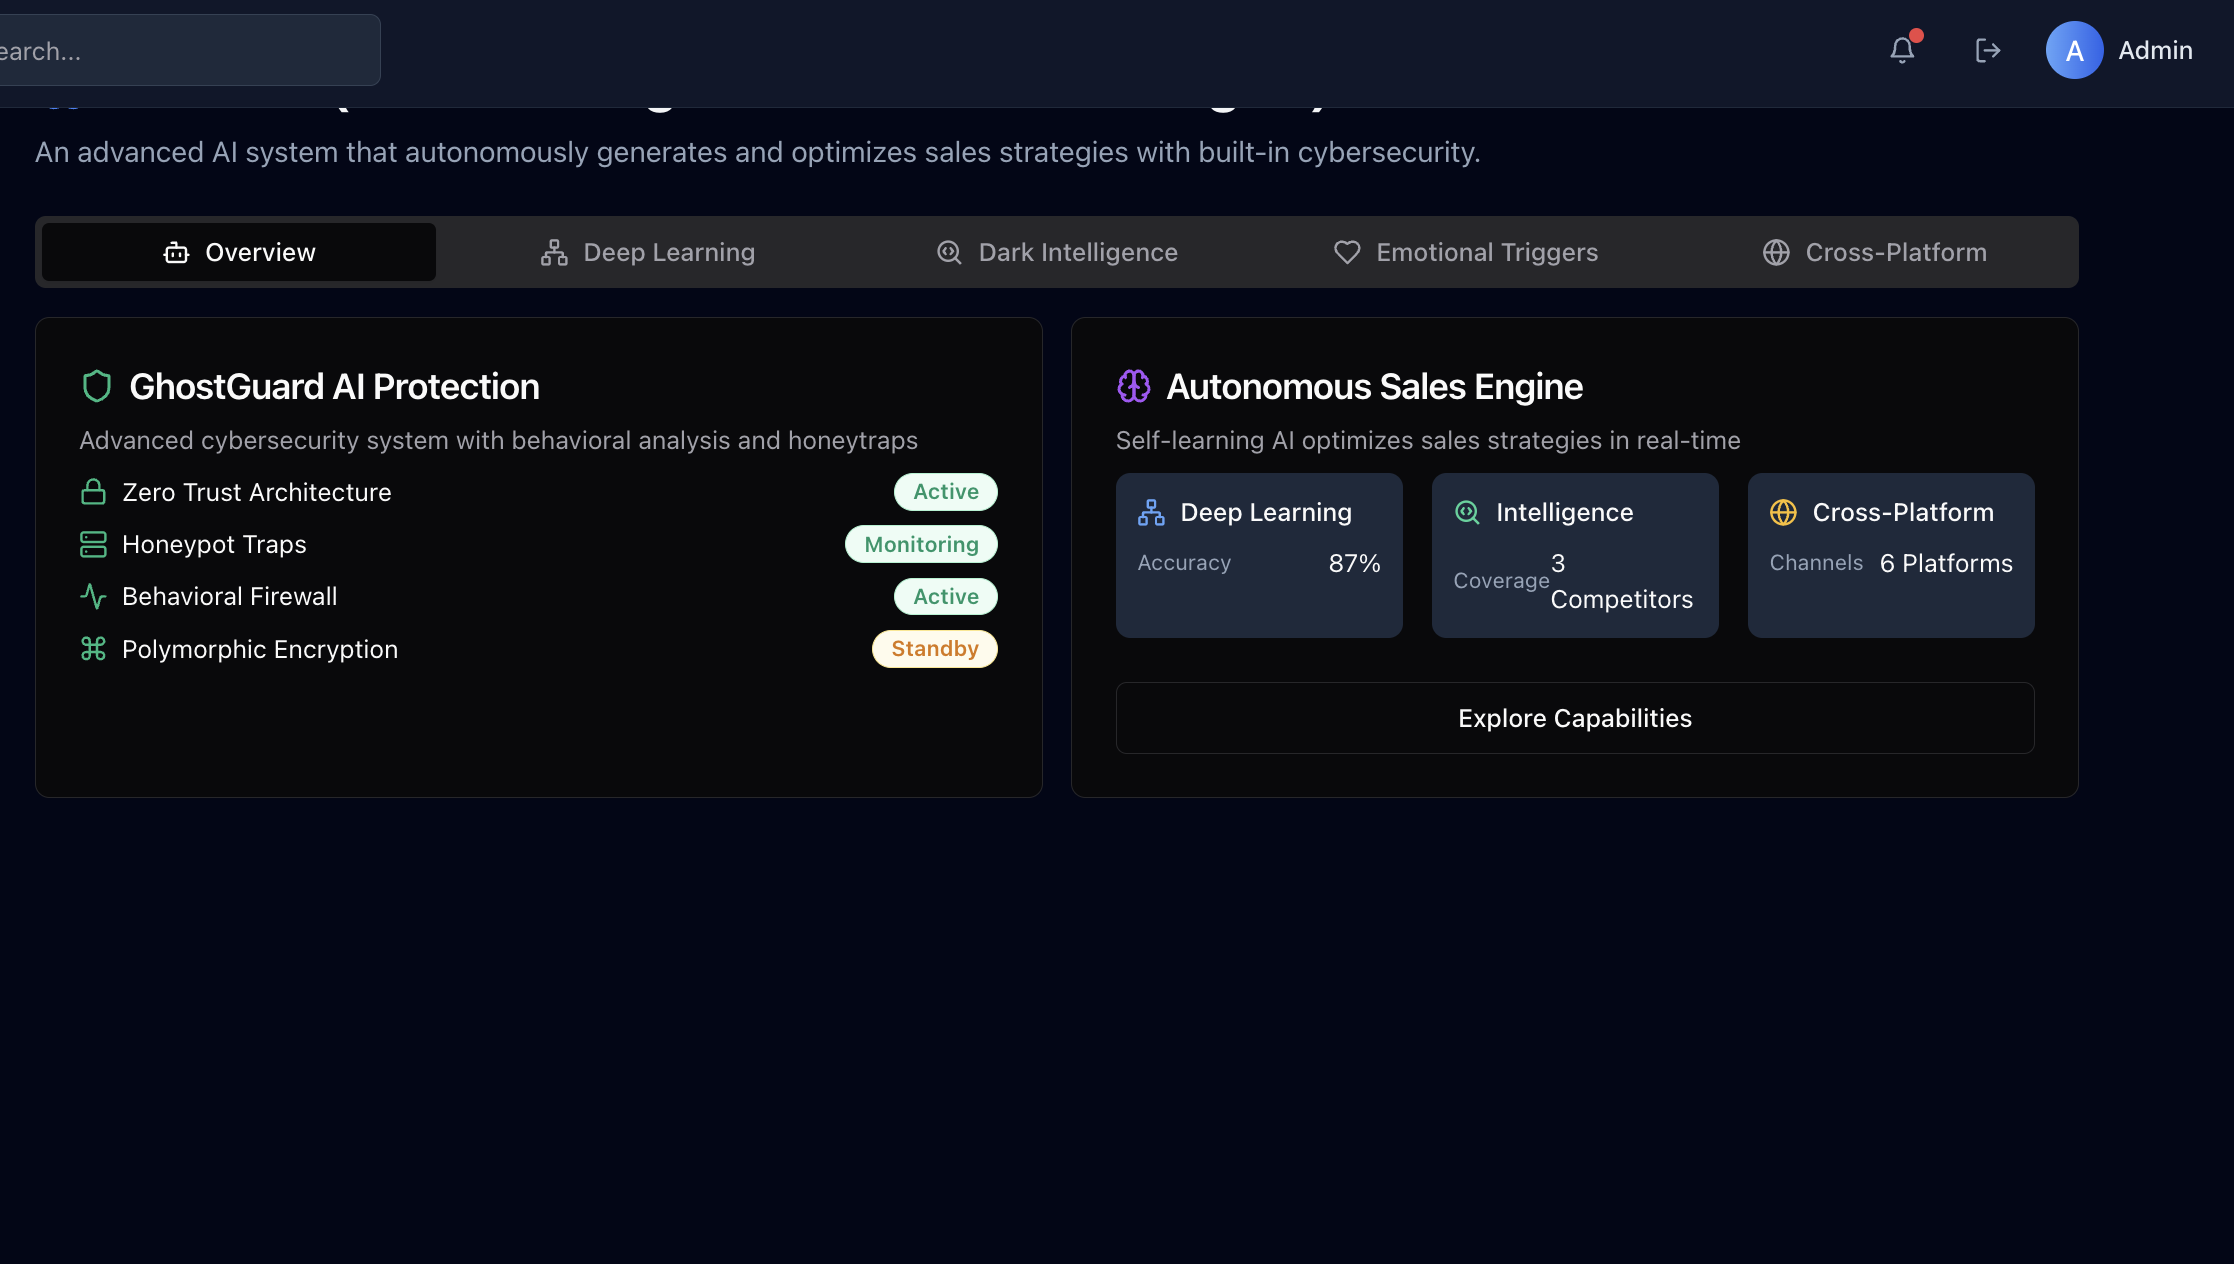 earch...
A
Admin
An advanced AI system that autonomously generates and optimizes sales strategies with built-in cybersecurity.
Overview
Deep Learning
Dark Intelligence
Emotional Triggers
Cross-Platform
GhostGuard AI Protection
Advanced cybersecurity system with behavioral analysis and honeytraps
Zero Trust Architecture
Active
Honeypot Traps
Monitoring
Behavioral Firewall
Active
Polymorphic Encryption
Standby
Autonomous Sales Engine
Self-learning AI optimizes sales strategies in real-time
Deep Learning
Accuracy
87%
Intelligence
Coverage
3
Competitors
Cross-Platform
Channels
6 Platforms
Explore Capabilities